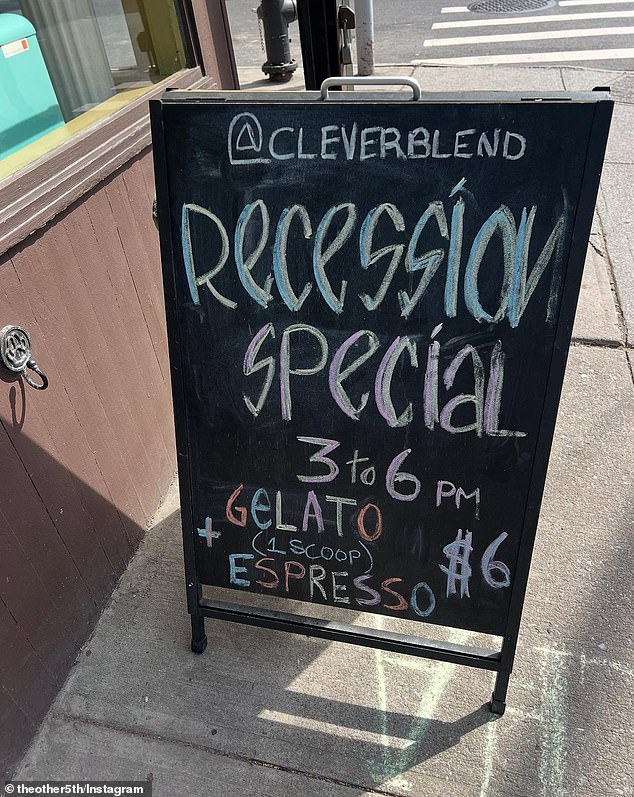 @CLEVERBLEND
RECESSION
SPECIAL
3 to 6 PM
GELATO
+ (1 SCOOP) $6
ESPRESSO
© theother5th/Instagram